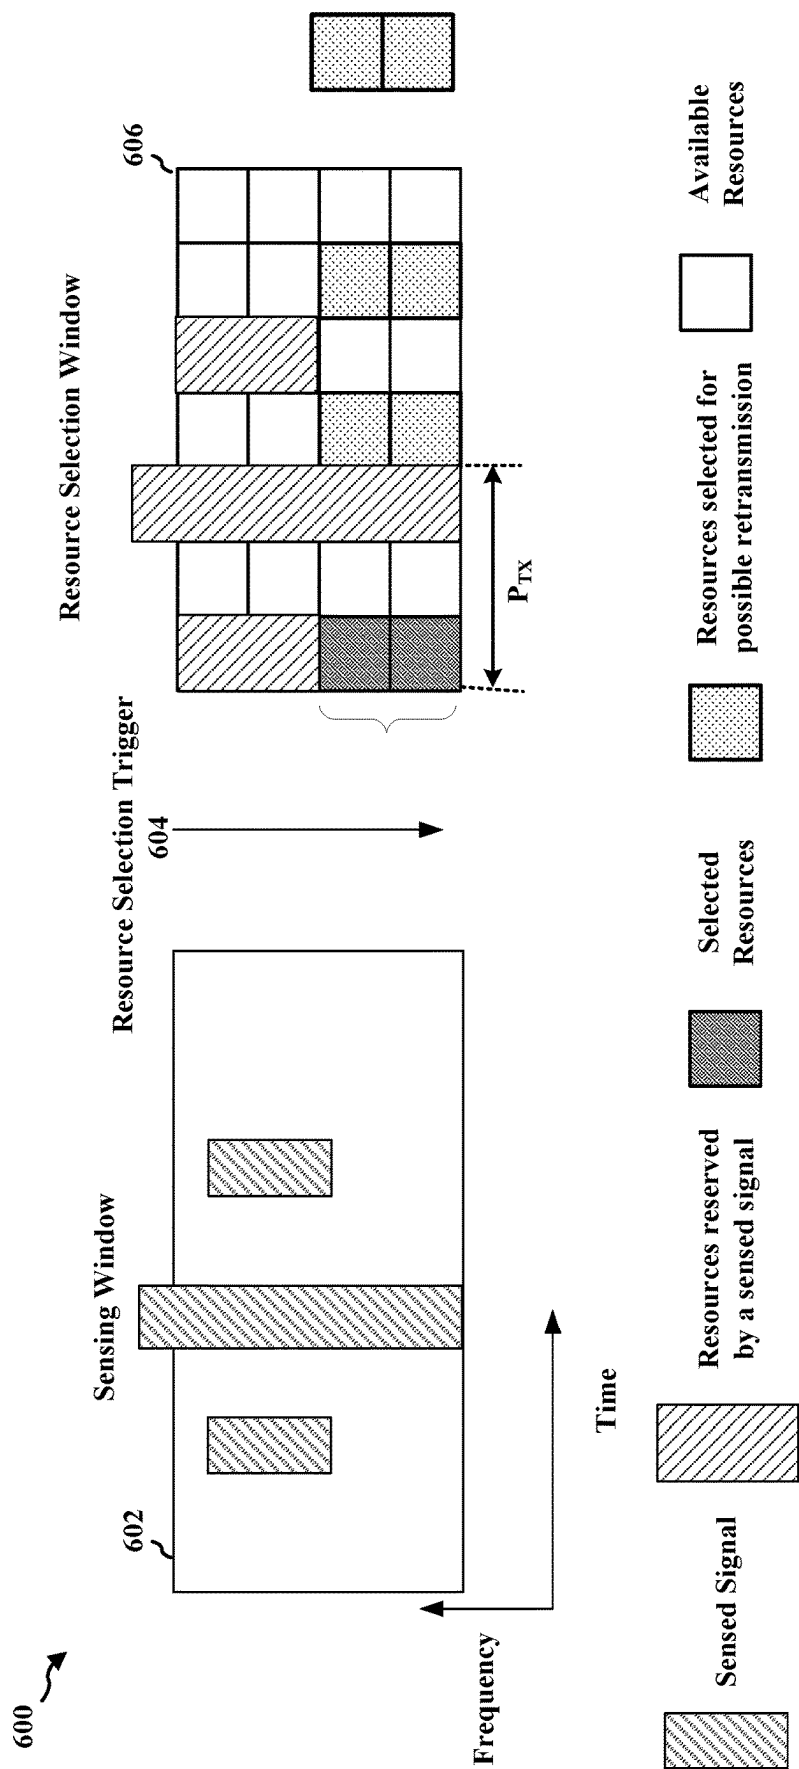 600
602
Sensing Window
Resource Selection Trigger
604
Resource Selection Window
606
P_TX
Frequency
Time
Sensed Signal
Resources reserved
by a sensed signal
Selected
Resources
Resources selected for
possible retransmission
Available
Resources